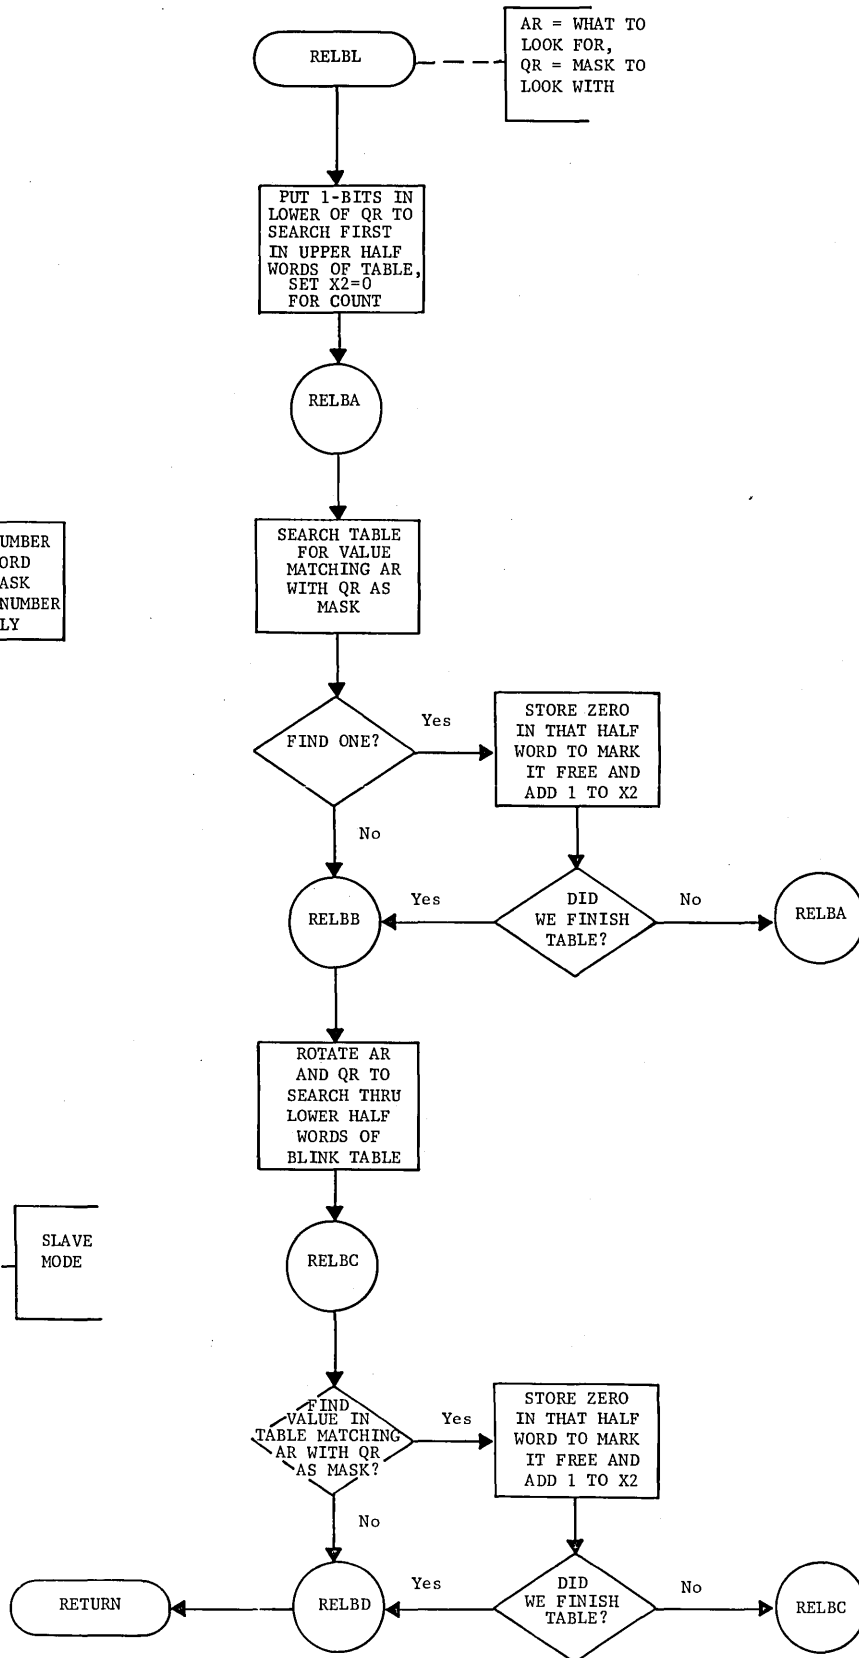 RELBL
AR = WHAT TO
LOOK FOR,
QR = MASK TO
LOOK WITH
PUT 1-BITS IN
LOWER OF QR TO
SEARCH FIRST
IN UPPER HALF
WORDS OF TABLE,
SET X2=0
FOR COUNT
RELBA
UMBER
ORD
ASK
NUMBER
LY
SEARCH TABLE
FOR VALUE
MATCHING AR
WITH QR AS
MASK
FIND ONE?
Yes
STORE ZERO
IN THAT HALF
WORD TO MARK
IT FREE AND
ADD 1 TO X2
No
RELBB
Yes
DID
WE FINISH
TABLE?
No
RELBA
ROTATE AR
AND QR TO
SEARCH THRU
LOWER HALF
WORDS OF
BLINK TABLE
SLAVE
MODE
RELBC
FIND
VALUE IN
TABLE MATCHING
AR WITH QR
AS MASK?
Yes
STORE ZERO
IN THAT HALF
WORD TO MARK
IT FREE AND
ADD 1 TO X2
No
RETURN
RELBD
Yes
DID
WE FINISH
TABLE?
No
RELBC